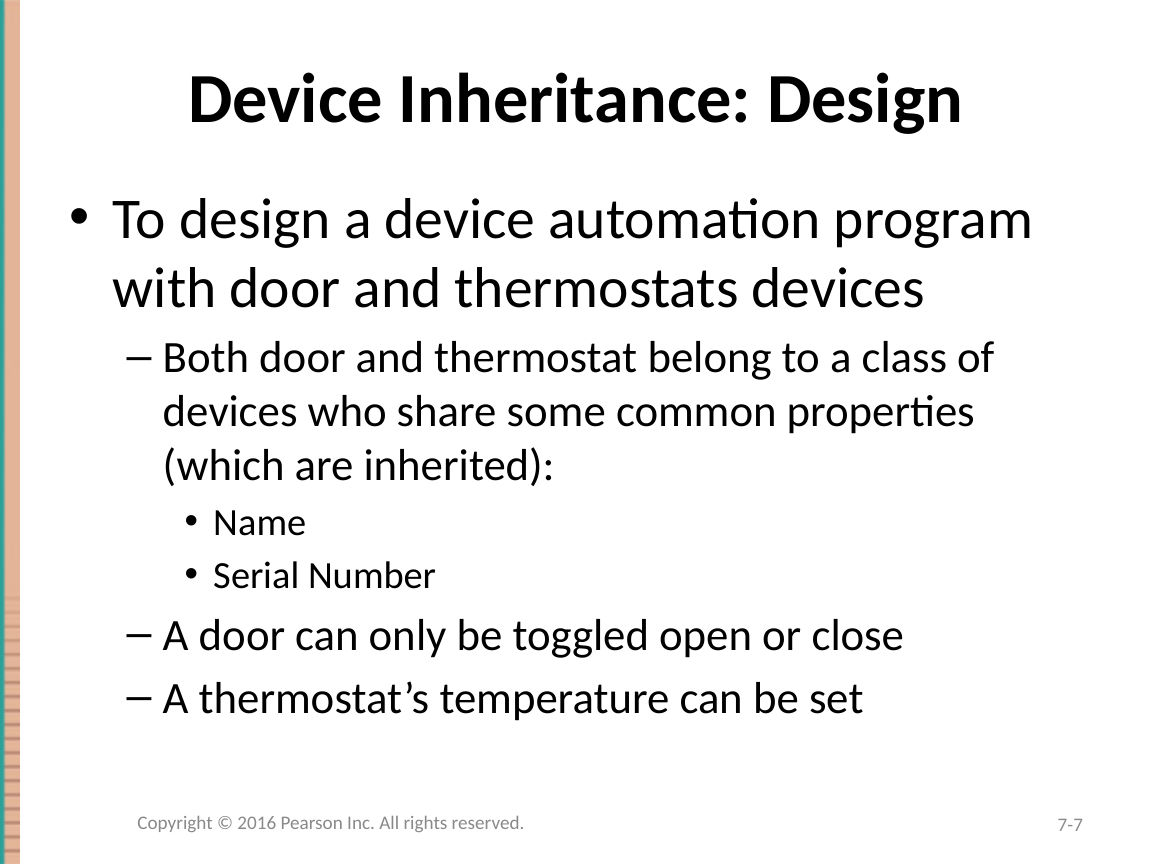 Device Inheritance: Design
• To design a device automation program
with door and thermostats devices
– Both door and thermostat belong to a class of
devices who share some common properties
(which are inherited):
• Name
• Serial Number
– A door can only be toggled open or close
– A thermostat’s temperature can be set
Copyright © 2016 Pearson Inc. All rights reserved.
7-7